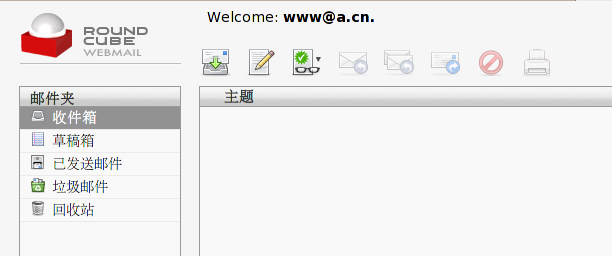 ROUND
CUBE
WEBMAIL
Welcome: www@a.cn.
邮件夹
主题
收件箱
草稿箱
已发送邮件
垃圾邮件
回收站